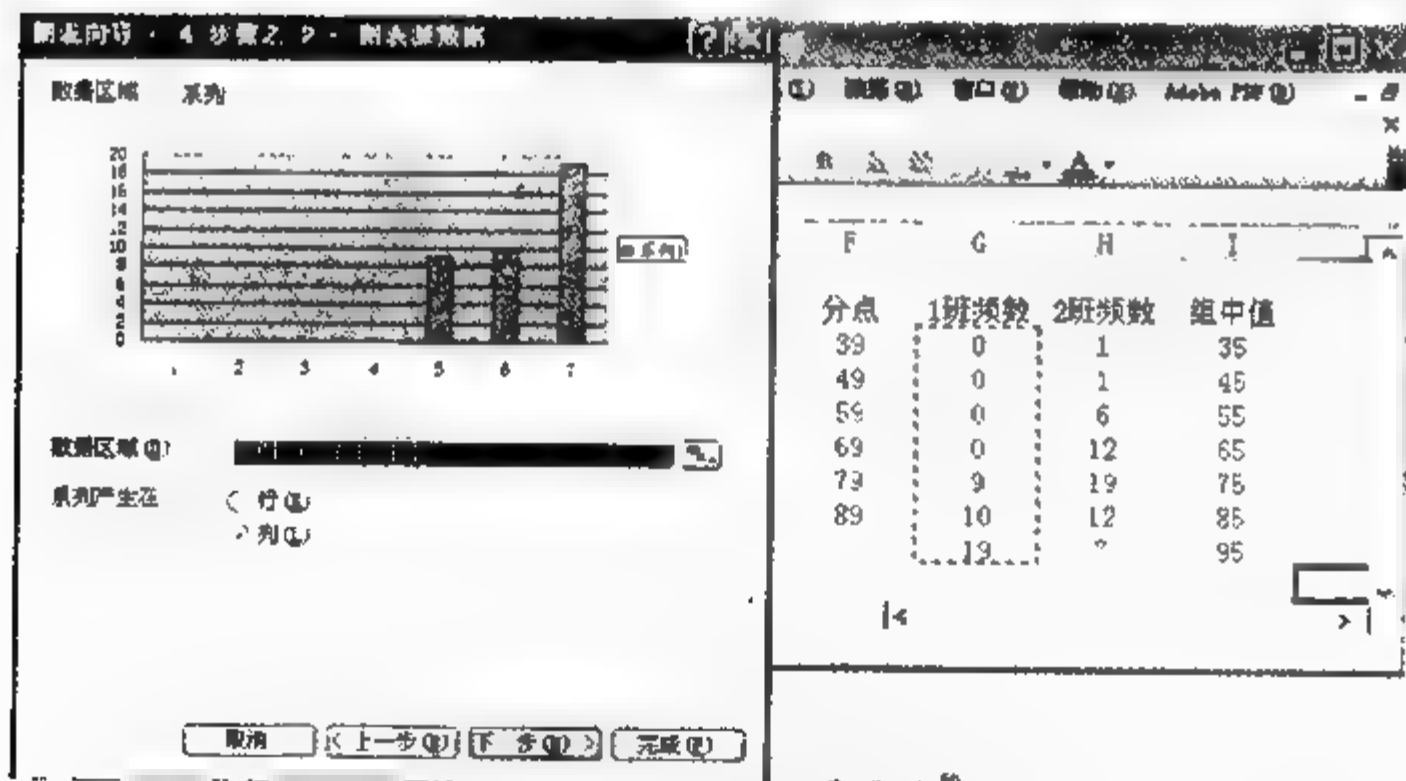 图表向导 - 4 步骤之 2 - 图表源数据
数据区域 系列
20
18
16
14
12
10
8
6
4
2
0
1 2 3 4 5 6 7
数据区域(D)
系列产生在
行(R)
列(L)
取消 < 上一步(B) 下一步(N) > 完成(F)
窗口(W) 帮助(H) Adobe PDF(B)
F G H I
分点 1班频数 2班频数 组中值
39 0 1 35
49 0 1 45
59 0 6 55
69 0 12 65
79 9 19 75
89 10 12 85
19 95